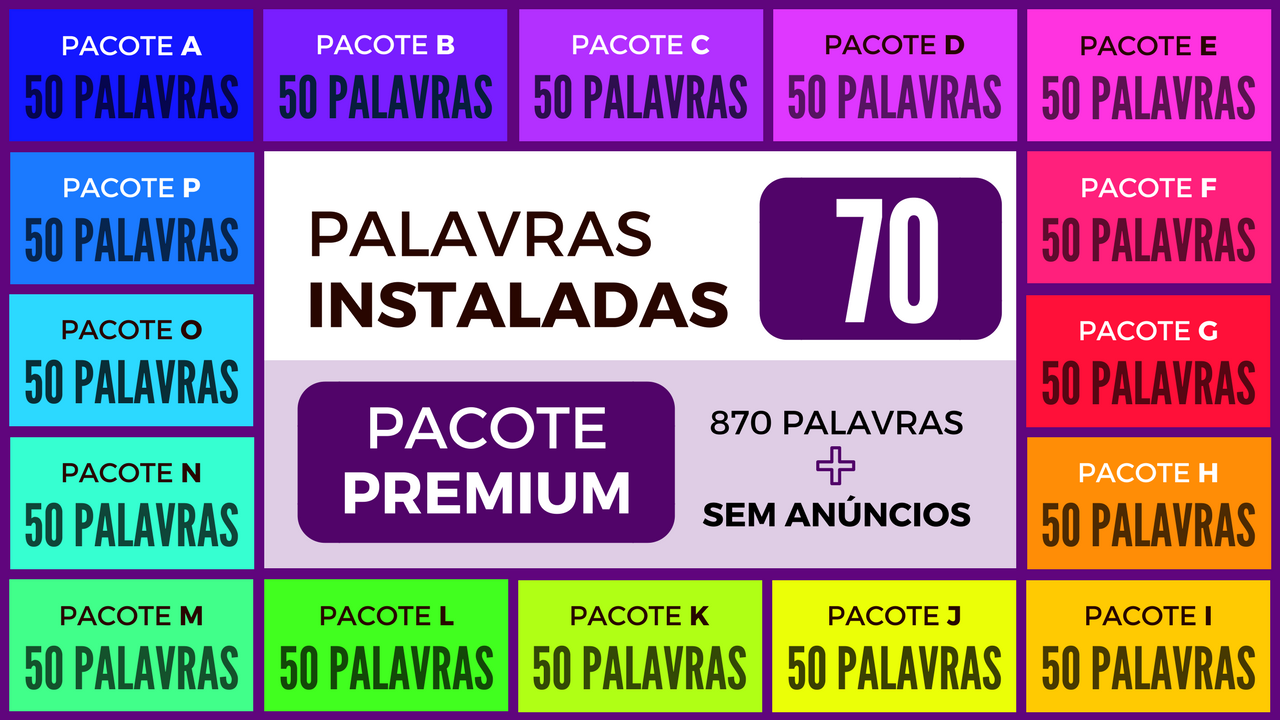 PACOTE A
50 PALAVRAS
PACOTE B
50 PALAVRAS
PACOTE C
50 PALAVRAS
PACOTE D
50 PALAVRAS
PACOTE E
50 PALAVRAS
PACOTE P
50 PALAVRAS
PALAVRAS
INSTALADAS
70
PACOTE F
50 PALAVRAS
PACOTE O
50 PALAVRAS
PACOTE G
50 PALAVRAS
PACOTE
PREMIUM
870 PALAVRAS
+
SEM ANÚNCIOS
PACOTE N
50 PALAVRAS
PACOTE H
50 PALAVRAS
PACOTE M
50 PALAVRAS
PACOTE L
50 PALAVRAS
PACOTE K
50 PALAVRAS
PACOTE J
50 PALAVRAS
PACOTE I
50 PALAVRAS